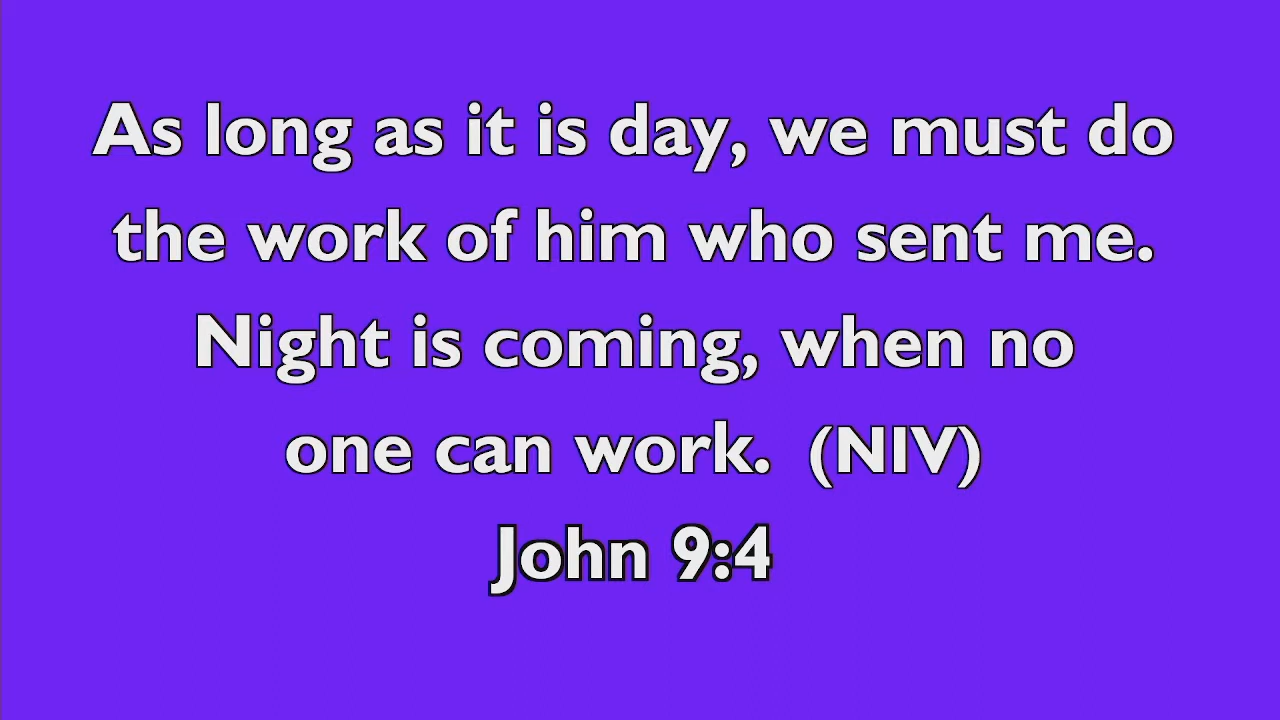 As long as it is day, we must do
the work of him who sent me.
Night is coming, when no
one can work.  (NIV)
John 9:4